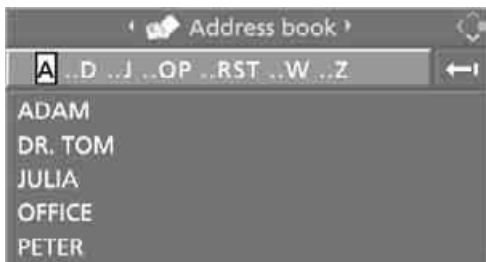 Address book
A ..D ..J ..OP ..RST ..W ..Z
ADAM
DR. TOM
JULIA
OFFICE
PETER